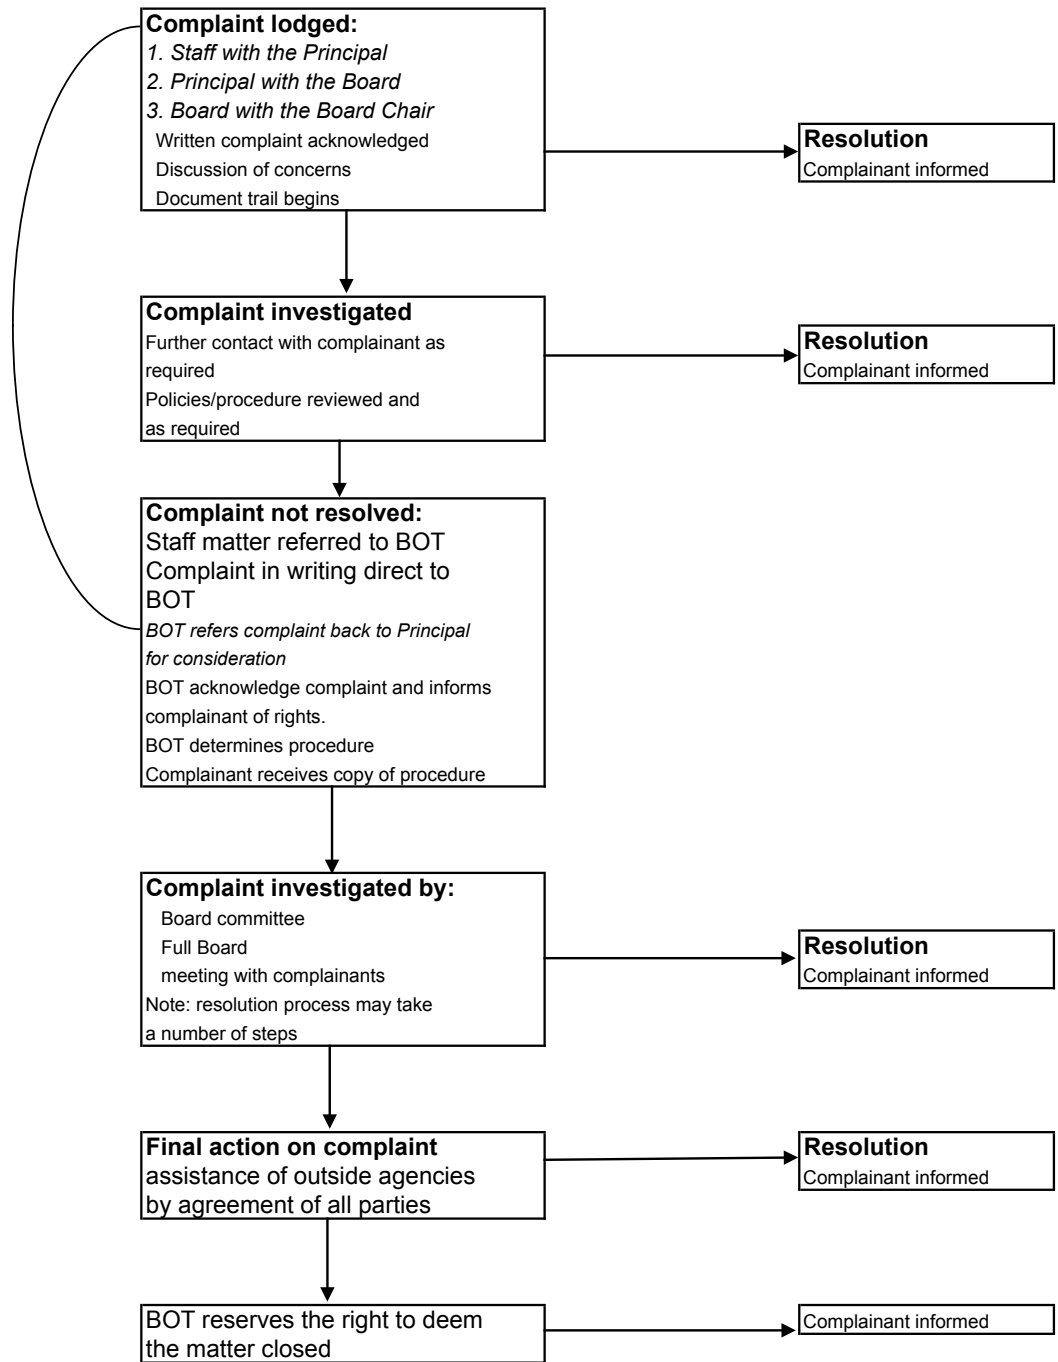 Complaint lodged:
1. Staff with the Principal
2. Principal with the Board
3. Board with the Board Chair
Written complaint acknowledged
Discussion of concerns
Document trail begins
Resolution
Complainant informed
Complaint investigated
Further contact with complainant as
required
Policies/procedure reviewed and
as required
Resolution
Complainant informed
Complaint not resolved:
Staff matter referred to BOT
Complaint in writing direct to
BOT
BOT refers complaint back to Principal
for consideration
BOT acknowledge complaint and informs
complainant of rights.
BOT determines procedure
Complainant receives copy of procedure
Complaint investigated by:
Board committee
Full Board
meeting with complainants
Note: resolution process may take
a number of steps
Resolution
Complainant informed
Final action on complaint
assistance of outside agencies
by agreement of all parties
Resolution
Complainant informed
BOT reserves the right to deem
the matter closed
Complainant informed